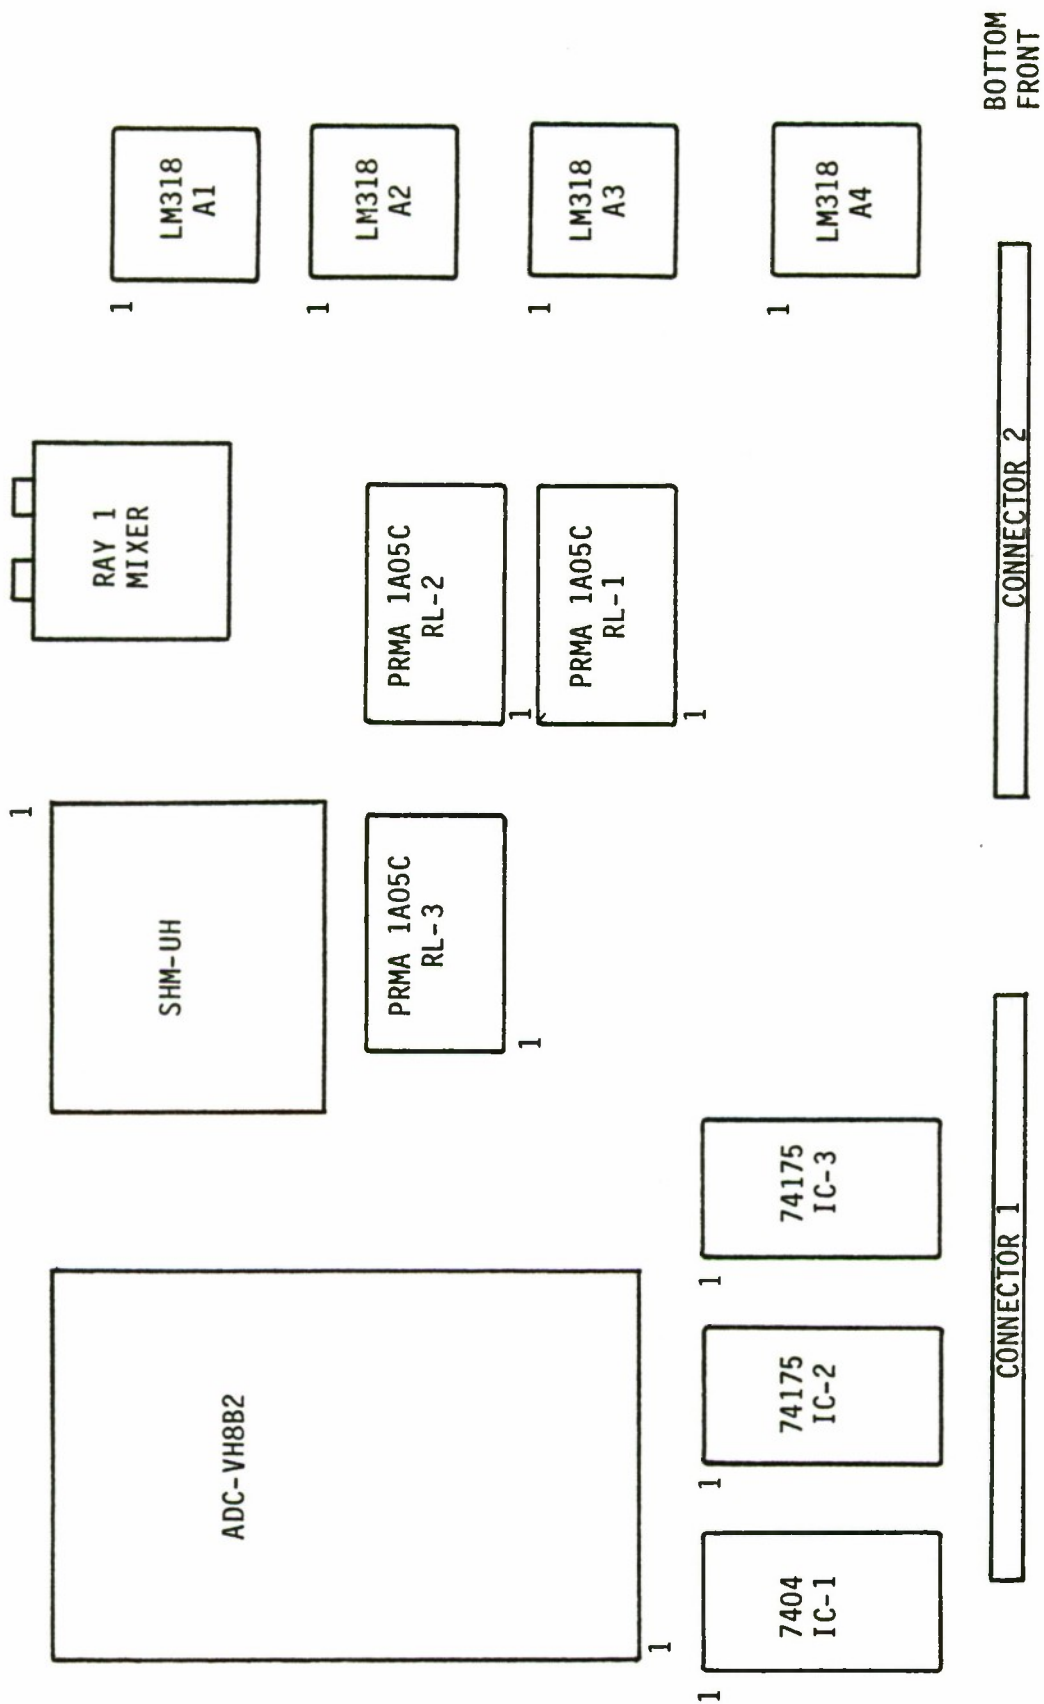 ADC-VH8B2
1
1
SHM-UH
RAY 1
MIXER
LM318
A1
1
LM318
A2
1
LM318
A3
1
LM318
A4
1
PRMA 1A05C
RL-3
1
PRMA 1A05C
RL-2
1
PRMA 1A05C
RL-1
1
1
7404
IC-1
1
74175
IC-2
1
74175
IC-3
CONNECTOR 1
CONNECTOR 2
BOTTOM
FRONT